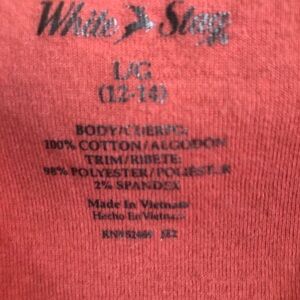 White Stag
L/G
(12-14)
BODY/CUERPO:
100% COTTON/ALGODON
TRIM/RIBETE:
98% POLYESTER/POLIESTER
2% SPANDEX
Made in Vietnam
Hecho En Vietnam